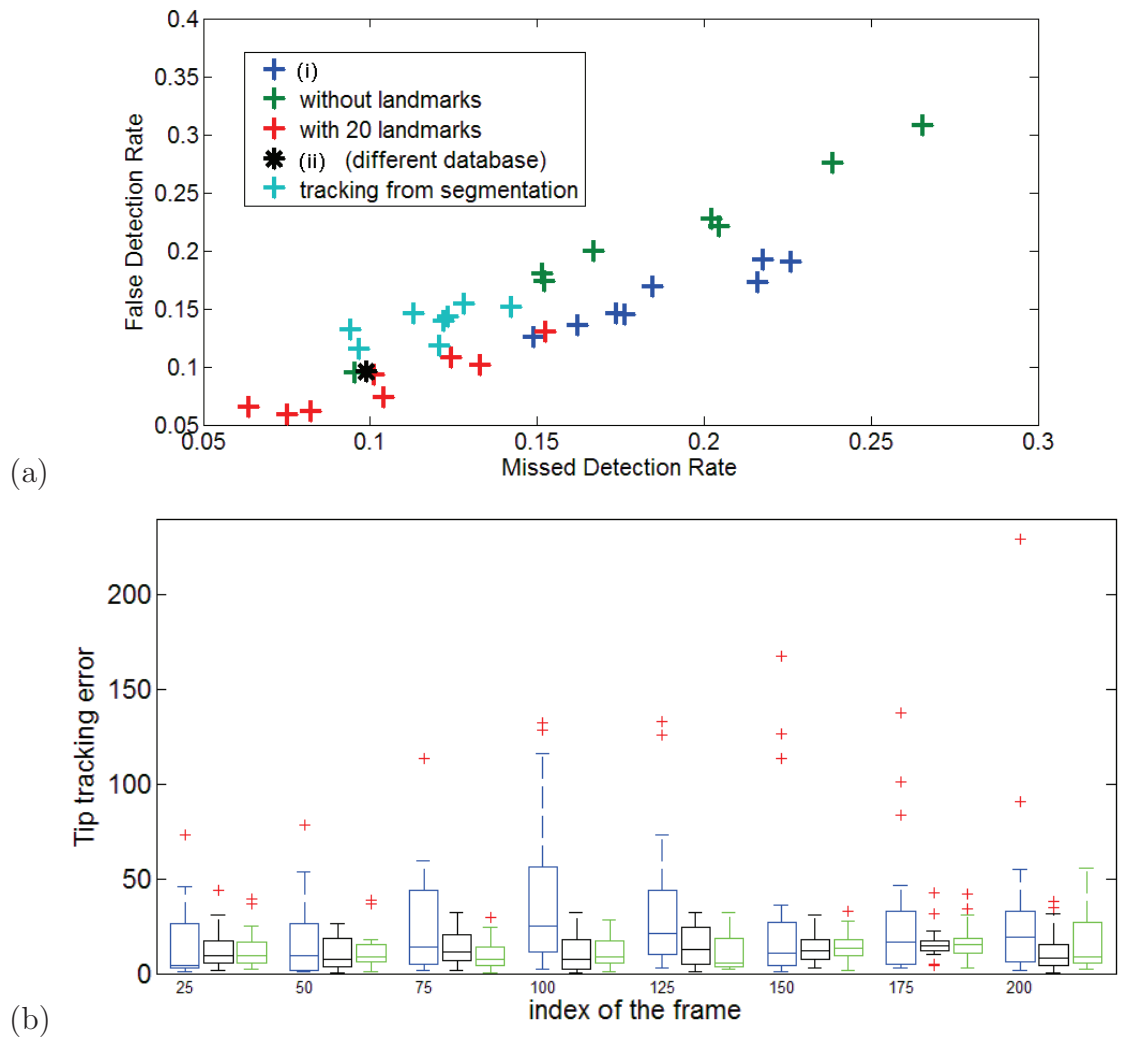 0.4
0.35
0.3
0.25
0.2
0.15
0.1
0.05
False Detection Rate
(i)
without landmarks
with 20 landmarks
(ii) (different database)
tracking from segmentation
0.05 0.1 0.15 0.2 0.25 0.3
Missed Detection Rate
(a)
200
150
100
50
0
Tip tracking error
25 50 75 100 125 150 175 200
index of the frame
(b)